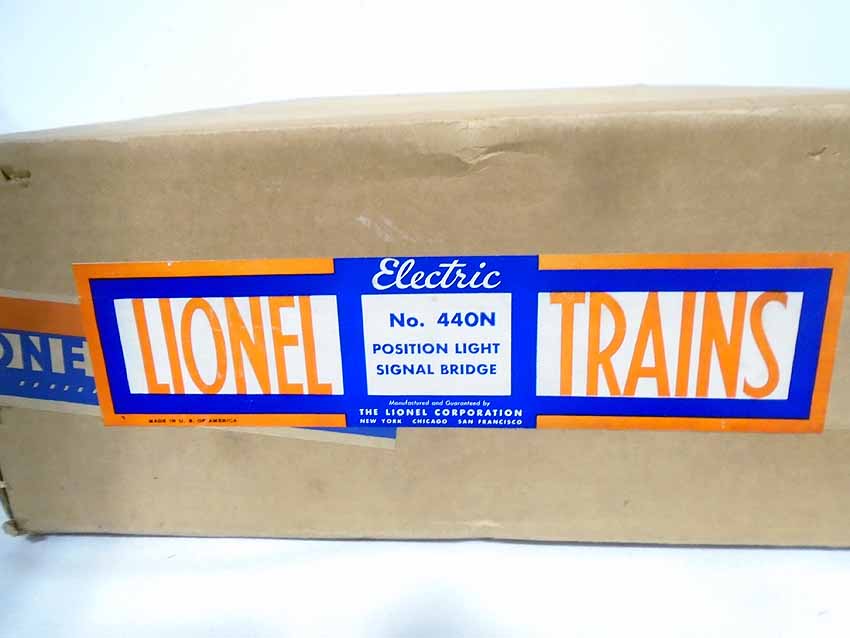 Electric
LIONEL TRAINS
No. 440N
POSITION LIGHT
SIGNAL BRIDGE
Manufactured and Guaranteed by
THE LIONEL CORPORATION
NEW YORK CHICAGO SAN FRANCISCO
MADE IN U. S. OF AMERICA
ONE